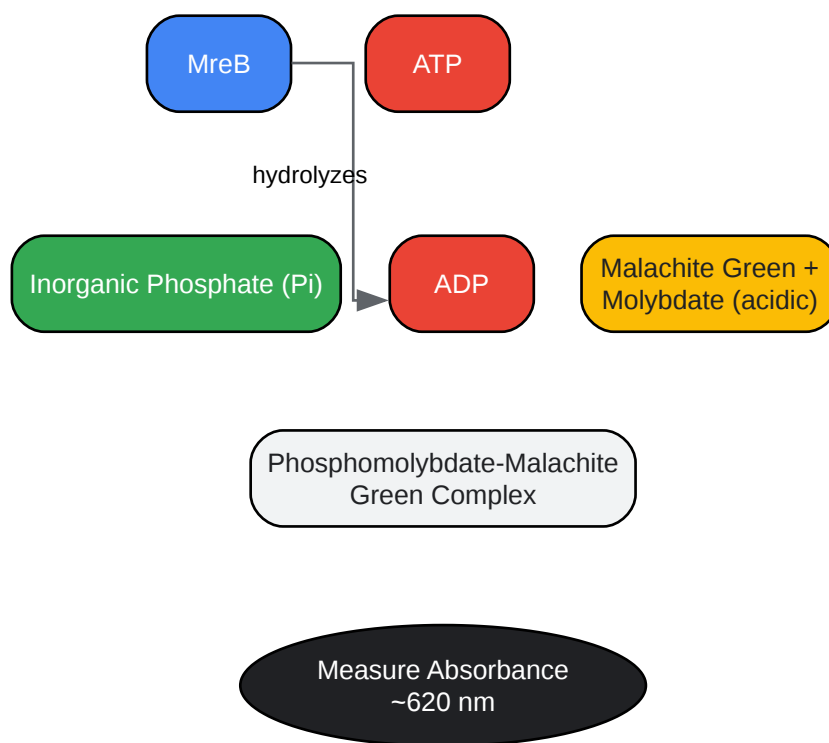 MreB
ATP
hydrolyzes
Inorganic Phosphate (Pi)
ADP
Malachite Green +
Molybdate (acidic)
Phosphomolybdate-Malachite
Green Complex
Measure Absorbance
~620 nm